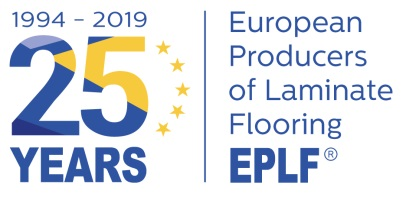 1994 – 2019
25
YEARS
European
Producers
of Laminate
Flooring
EPLF®